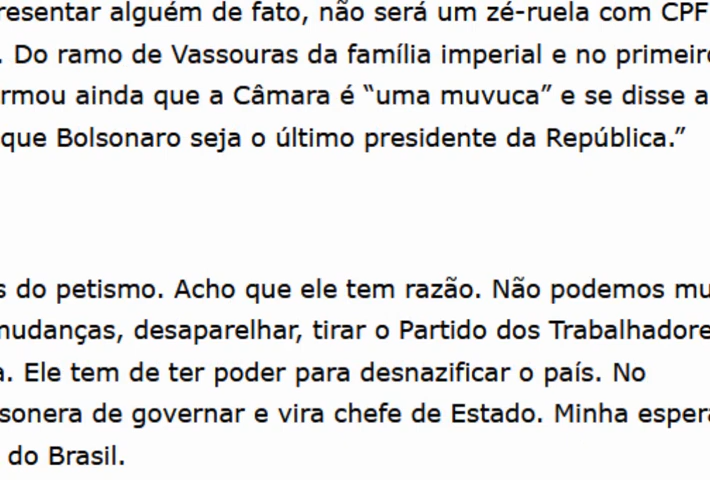 resentar alguém de fato, não será um zé-ruela com CPF
. Do ramo de Vassouras da família imperial e no primeiro
rmou ainda que a Câmara é “uma muvuca” e se disse a
que Bolsonaro seja o último presidente da República.”
s do petismo. Acho que ele tem razão. Não podemos mu
mudanças, desaparelhar, tirar o Partido dos Trabalhadore
a. Ele tem de ter poder para desnazificar o país. No
sonera de governar e vira chefe de Estado. Minha espera
do Brasil.